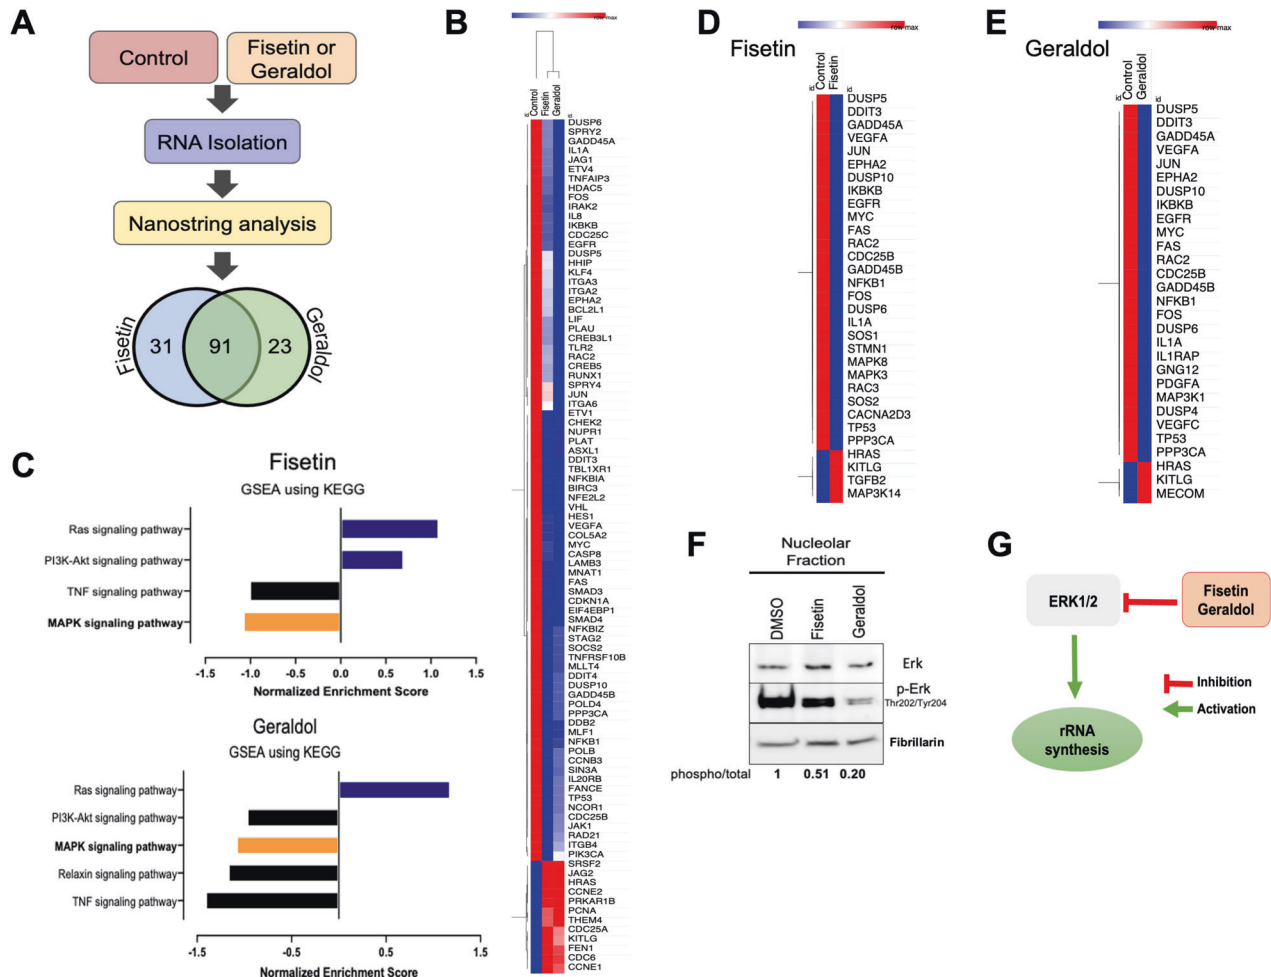 A
Control
Fisetin or
Geraldol
RNA Isolation
Nanostring analysis
Fisetin
31
91
23
Geraldol
B
row max
id
Control
Fisetin
Geraldol
id
DUSP6
SPRY2
GADD45A
IL1A
JAG1
ETV4
TNFAIP3
HDAC5
FOS
IRAK2
IL8
IKBKB
CDC25C
EGFR
DUSP5
HHIP
KLF4
ITGA3
ITGA2
EPHA2
BCL2L1
LIF
PLAU
CREB3L1
TLR2
RAC2
CREB5
RUNX1
SPRY4
JUN
ITGA6
ETV1
CHEK2
NUPR1
PLAT
ASXL1
DDIT3
TBL1XR1
NFKBIA
BIRC3
NFE2L2
VHL
HES1
VEGFA
COL5A2
MYC
CASP8
LAMB3
MNAT1
FAS
SMAD3
CDKN1A
EIF4EBP1
SMAD4
NFKBIZ
STAG2
SOCS2
TNFRSF10B
MLLT4
DDIT4
DUSP10
GADD45B
POLD4
PPP3CA
DDB2
MLF1
NFKB1
POLB
CCNB3
SIN3A
IL20RB
FANCE
TP53
NCOR1
CDC25B
JAK1
RAD21
ITGB4
PIK3CA
SRSF2
JAG2
HRAS
CCNE2
PRKAR1B
PCNA
THEM4
CDC25A
KITLG
FEN1
CDC6
CCNE1
C
Fisetin
GSEA using KEGG
Ras signaling pathway
PI3K-Akt signaling pathway
TNF signaling pathway
MAPK signaling pathway
-1.5 -1.0 -0.5 0.0 0.5 1.0 1.5
Normalized Enrichment Score
Geraldol
GSEA using KEGG
Ras signaling pathway
PI3K-Akt signaling pathway
MAPK signaling pathway
Relaxin signaling pathway
TNF signaling pathway
-1.5 -0.5 0.5 1.5
Normalized Enrichment Score
D
row max
Fisetin
id
Control
Fisetin
id
DUSP5
DDIT3
GADD45A
VEGFA
JUN
EPHA2
DUSP10
IKBKB
EGFR
MYC
FAS
RAC2
CDC25B
GADD45B
NFKB1
FOS
DUSP6
IL1A
SOS1
STMN1
MAPK8
MAPK3
RAC3
SOS2
CACNA2D3
TP53
PPP3CA
HRAS
KITLG
TGFB2
MAP3K14
E
row max
Geraldol
id
Control
Geraldol
id
DUSP5
DDIT3
GADD45A
VEGFA
JUN
EPHA2
DUSP10
IKBKB
EGFR
MYC
FAS
RAC2
CDC25B
GADD45B
NFKB1
FOS
DUSP6
IL1A
IL1RAP
GNG12
PDGFA
MAP3K1
DUSP4
VEGFC
TP53
PPP3CA
HRAS
KITLG
MECOM
F
Nucleolar
Fraction
DMSO
Fisetin
Geraldol
Erk
p-Erk
Thr202/Tyr204
Fibrillarin
phospho/total 1 0.51 0.20
G
ERK1/2
Fisetin
Geraldol
rRNA
synthesis
Inhibition
Activation